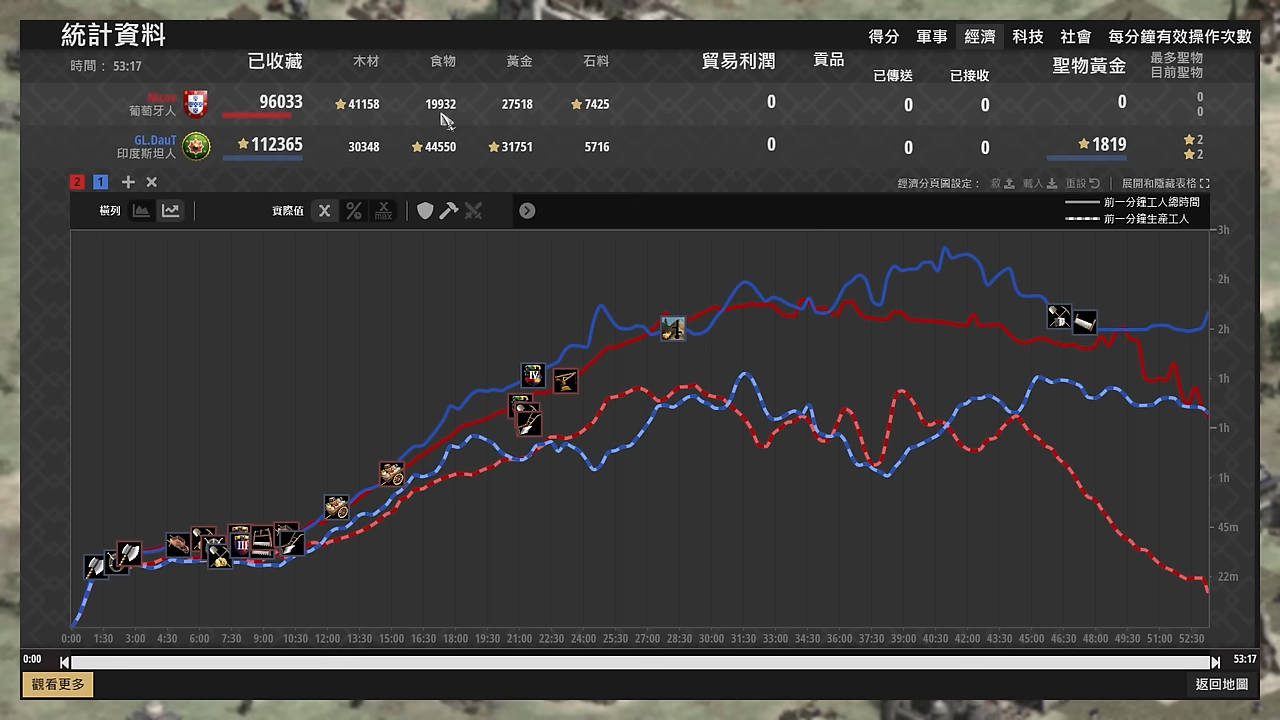 統計資料
得分 軍事 經濟 科技 社會 每分鐘有效操作次數
時間： 53:17 已收藏 木材 食物 黃金 石料 貿易利潤 貢品 已傳送 已接收 聖物黃金 最多聖物
目前聖物
Nicov 96033 41158 19932 27518 7425 0 0 0 0 0
葡萄牙人 0
GL.DauT 112365 30348 44550 31751 5716 0 0 0 1819 2
印度斯坦人 2
2 1 經濟分頁圖設定： 載入 重設 展開和隱藏表格
橫列 實際值 X % X max
前一分鐘工人總時間
前一分鐘生產工人
3h
2h
2h
1h
1h
1h
45m
22m
IV
III
0:00 1:30 3:00 4:30 6:00 7:30 9:00 10:30 12:00 13:30 15:00 16:30 18:00 19:30 21:00 22:30 24:00 25:30 27:00 28:30 30:00 31:30 33:00 34:30 36:00 37:30 39:00 40:30 42:00 43:30 45:00 46:30 48:00 49:30 51:00 52:30
0:00 53:17
觀看更多 返回地圖